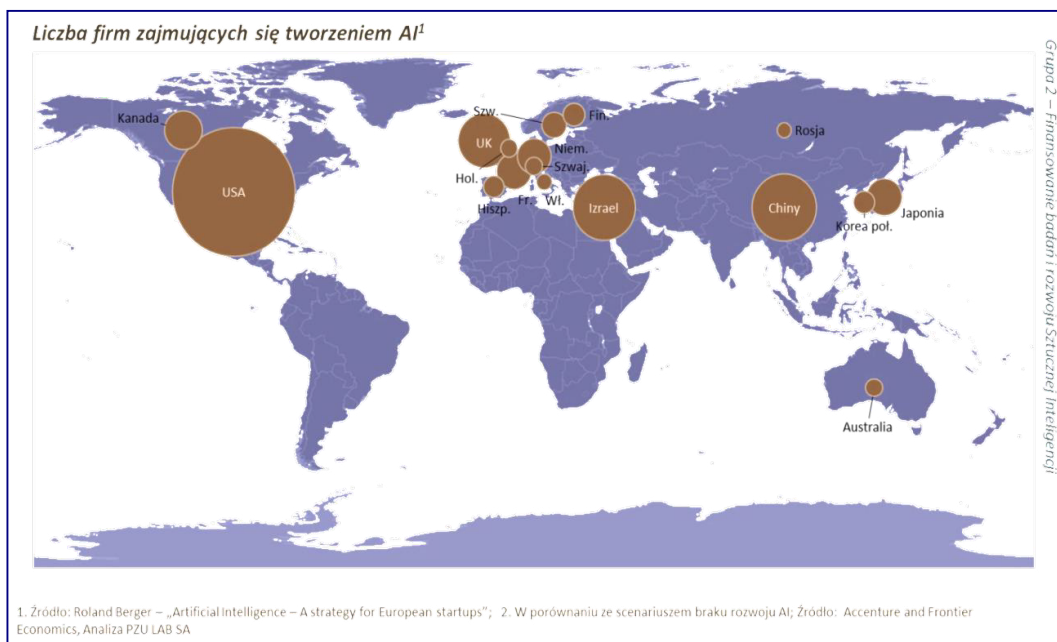 Liczba firm zajmujących się tworzeniem AI¹
Kanada
USA
Szw.
Fin.
UK
Niem.
Hol.
Szwaj.
Hiszp.
Fr.
Wł.
Izrael
Rosja
Chiny
Korea poł.
Japonia
Australia
Grupa 2 – Finansowanie badań i rozwoju Sztucznej Inteligencji
1. Źródło: Roland Berger – „Artificial Intelligence – A strategy for European startups”; 2. W porównaniu ze scenariuszem braku rozwoju AI; Źródło: Accenture and Frontier
Economics, Analiza PZU LAB SA